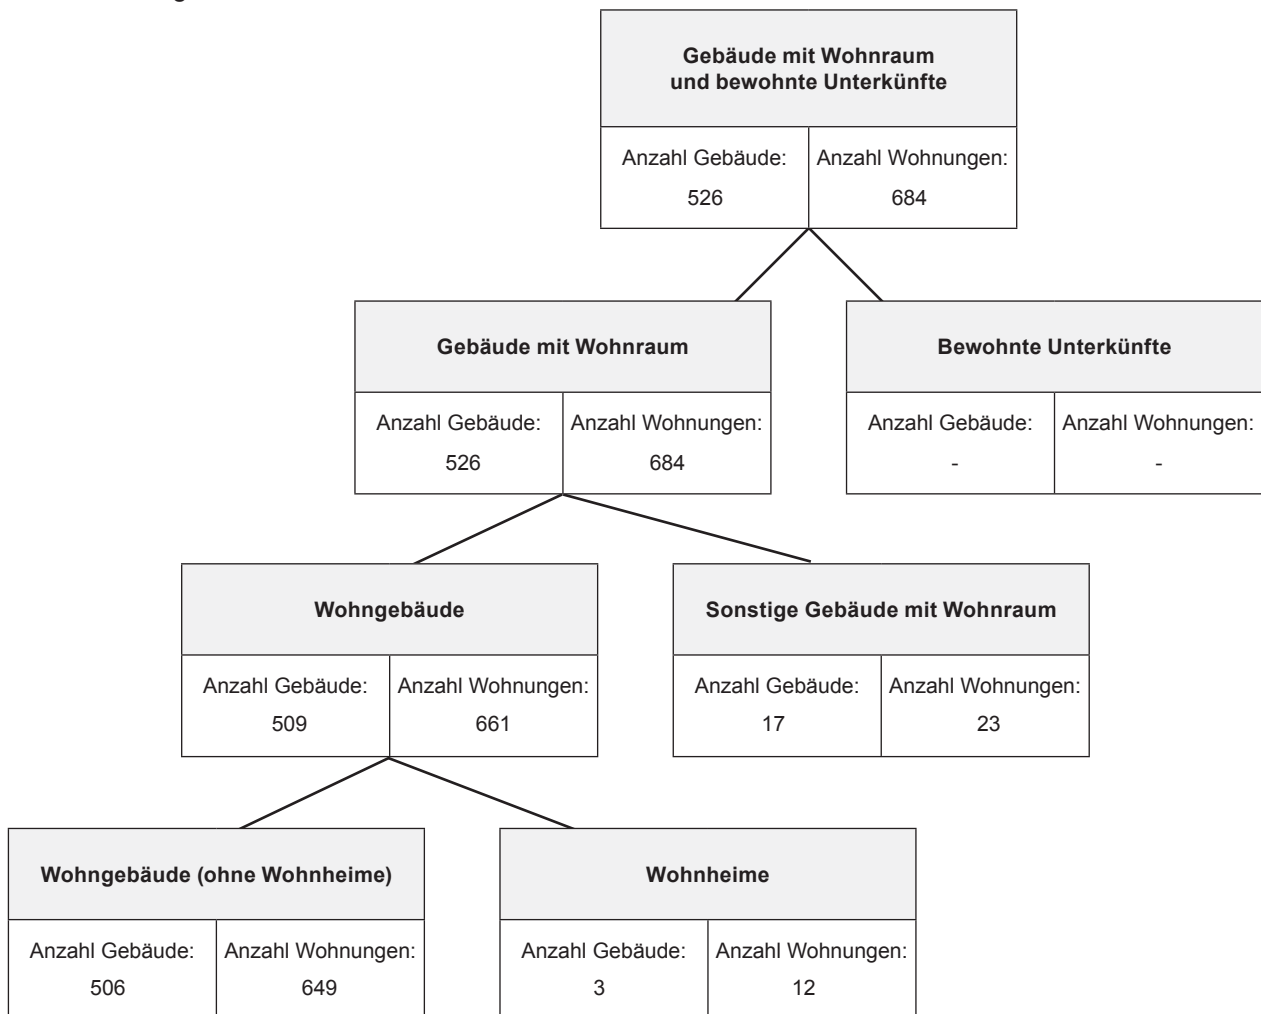 Gebäude mit Wohnraum
und bewohnte Unterkünfte
Anzahl Gebäude:
526
Anzahl Wohnungen:
684
Gebäude mit Wohnraum
Anzahl Gebäude:
526
Anzahl Wohnungen:
684
Bewohnte Unterkünfte
Anzahl Gebäude:
-
Anzahl Wohnungen:
-
Wohngebäude
Anzahl Gebäude:
509
Anzahl Wohnungen:
661
Sonstige Gebäude mit Wohnraum
Anzahl Gebäude:
17
Anzahl Wohnungen:
23
Wohngebäude (ohne Wohnheime)
Anzahl Gebäude:
506
Anzahl Wohnungen:
649
Wohnheime
Anzahl Gebäude:
3
Anzahl Wohnungen:
12